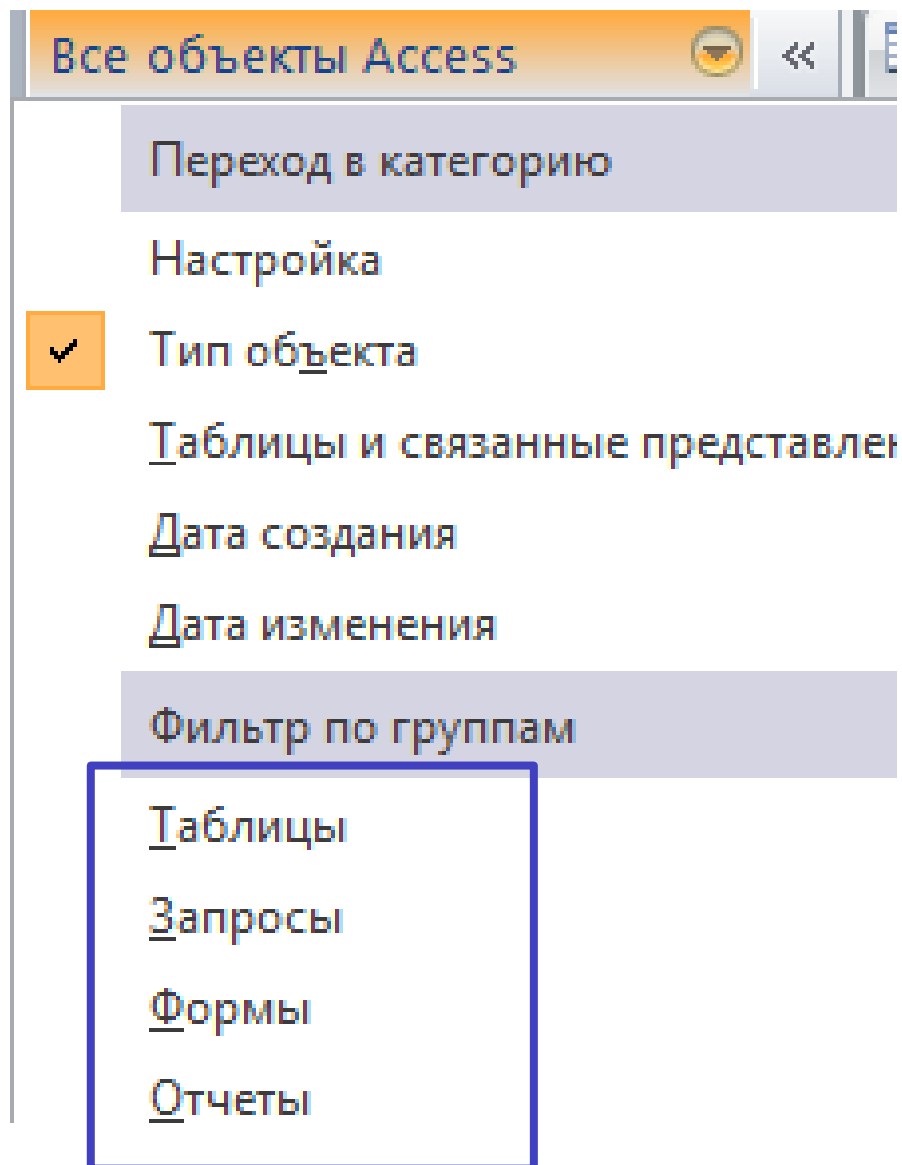 Все объекты Access «
Переход в категорию
Настройка
Тип объекта
Таблицы и связанные
Дата создания
Дата изменения
Фильтр по группам
Таблицы
Запросы
Формы
Отчеты